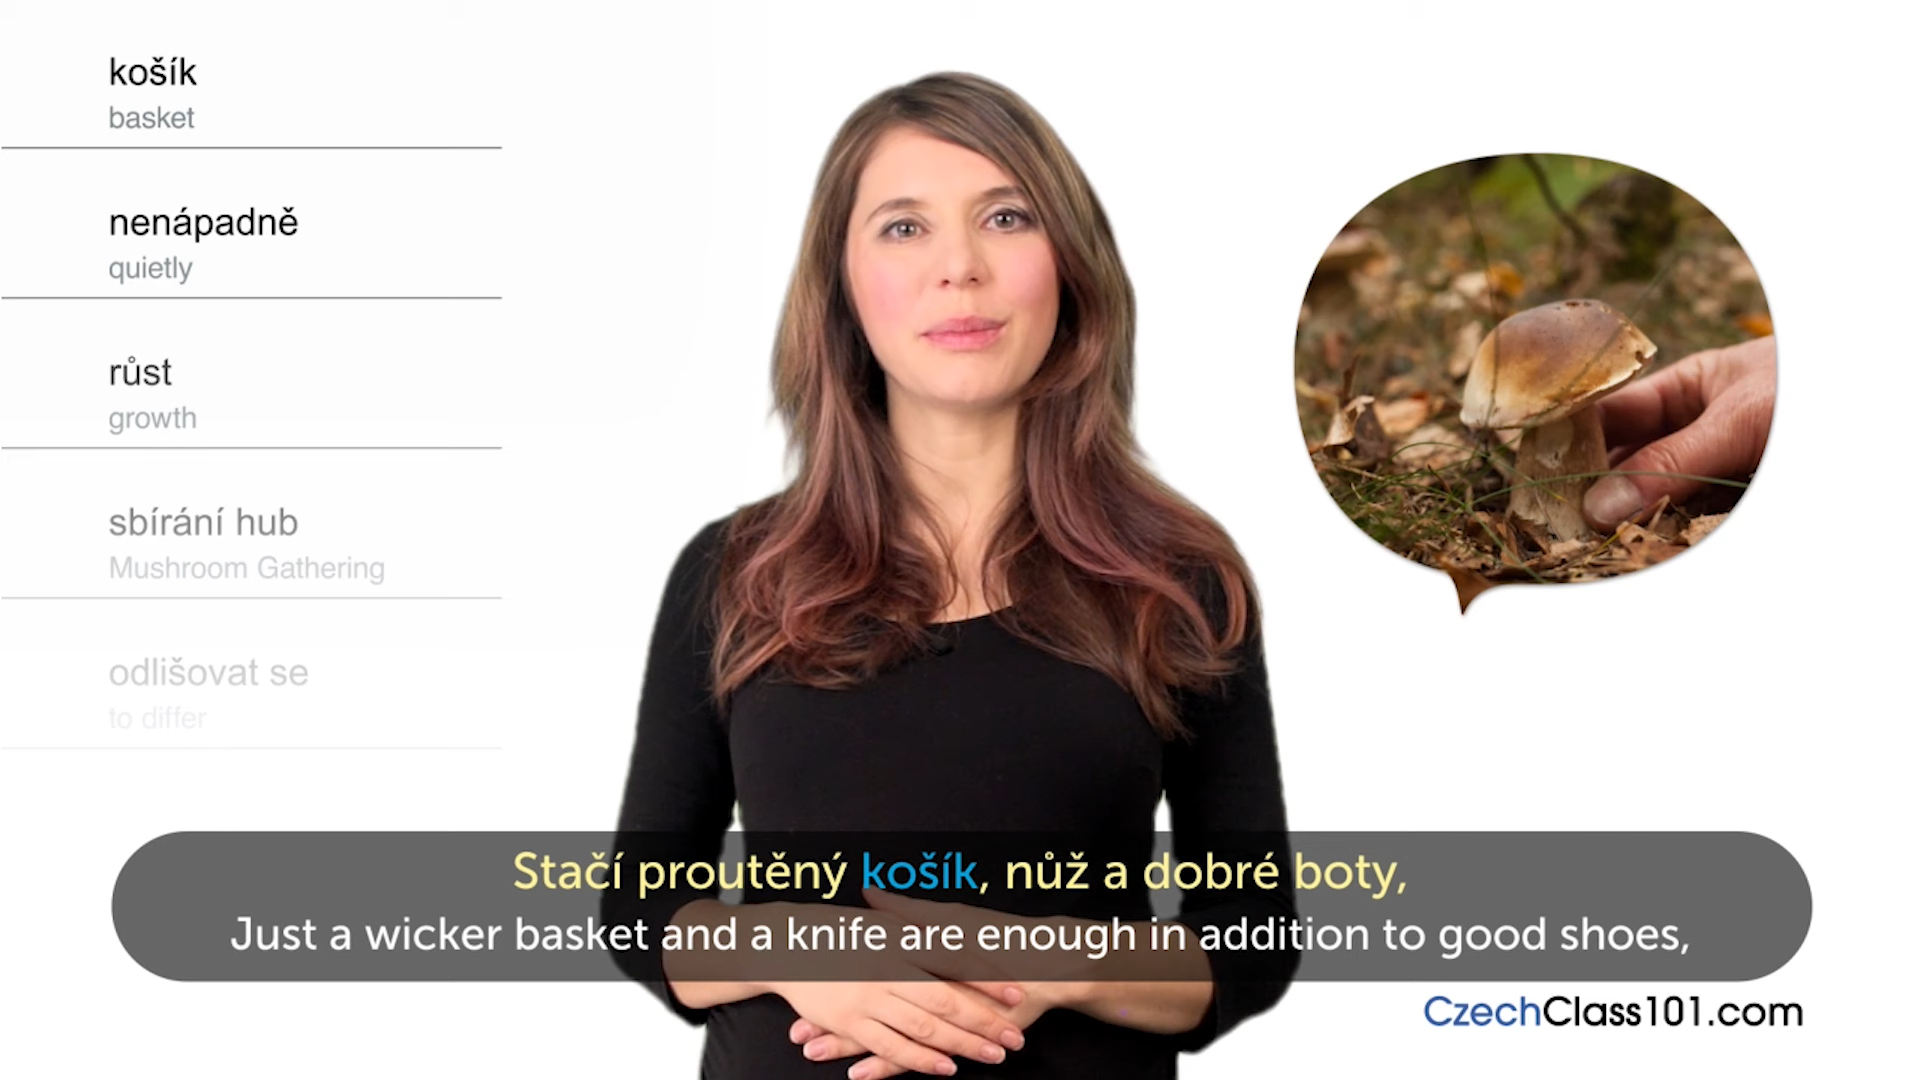 košík
basket
nenápadně
quietly
růst
growth
sbírání hub
Mushroom Gathering
odlišovat se
to differ
Stačí proutěný košík, nůž a dobré boty,
Just a wicker basket and a knife are enough in addition to good shoes,
CzechClass101.com